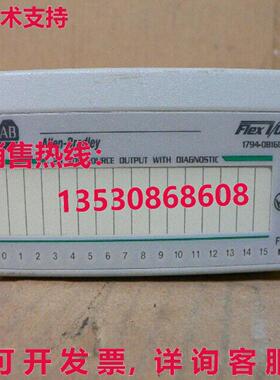 技术支持
AB
Allen-Bradley
Flex I/O
1794-OB16
SOURCE OUTPUT WITH DIAGNOSTIC
销售热线：
13530868608
0 1 2 3 4 5 6 7 8 9 10 11 12 13 14 15
可开发票，详询客服